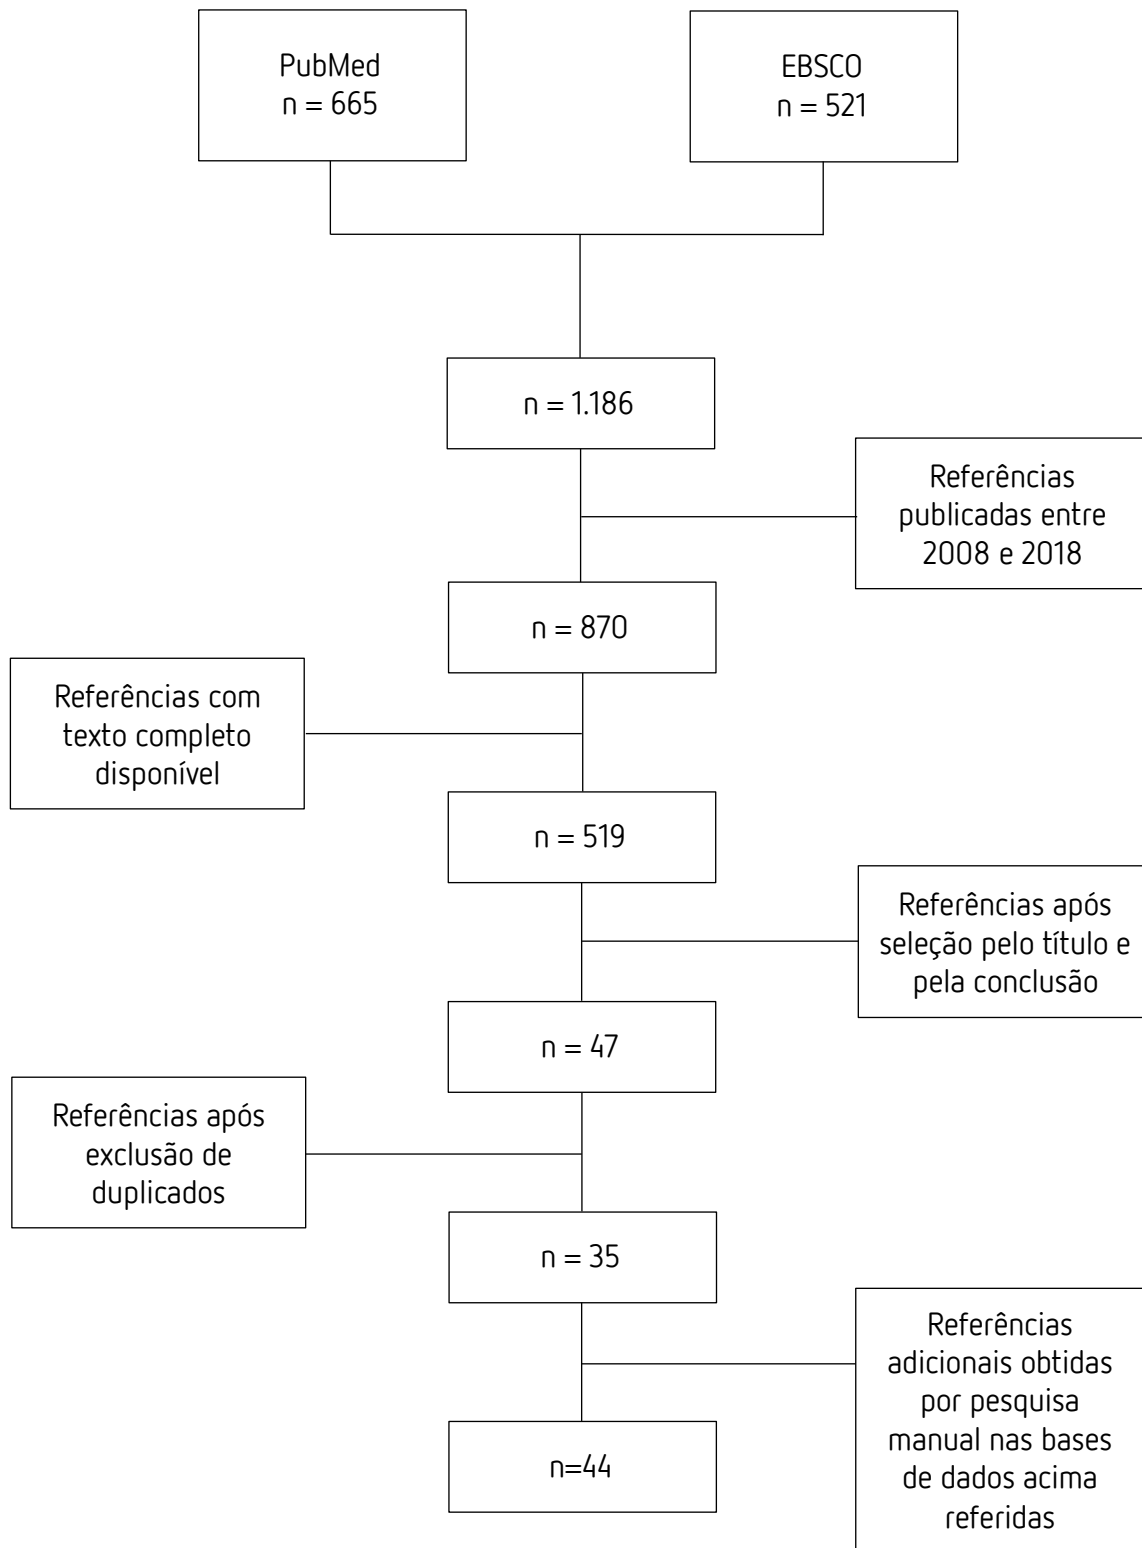 PubMed
n = 665
EBSCO
n = 521
n = 1.186
Referências
publicadas entre
2008 e 2018
n = 870
Referências com
texto completo
disponível
n = 519
Referências após
seleção pelo título e
pela conclusão
n = 47
Referências após
exclusão de
duplicados
n = 35
Referências
adicionais obtidas
por pesquisa
manual nas bases
de dados acima
referidas
n=44